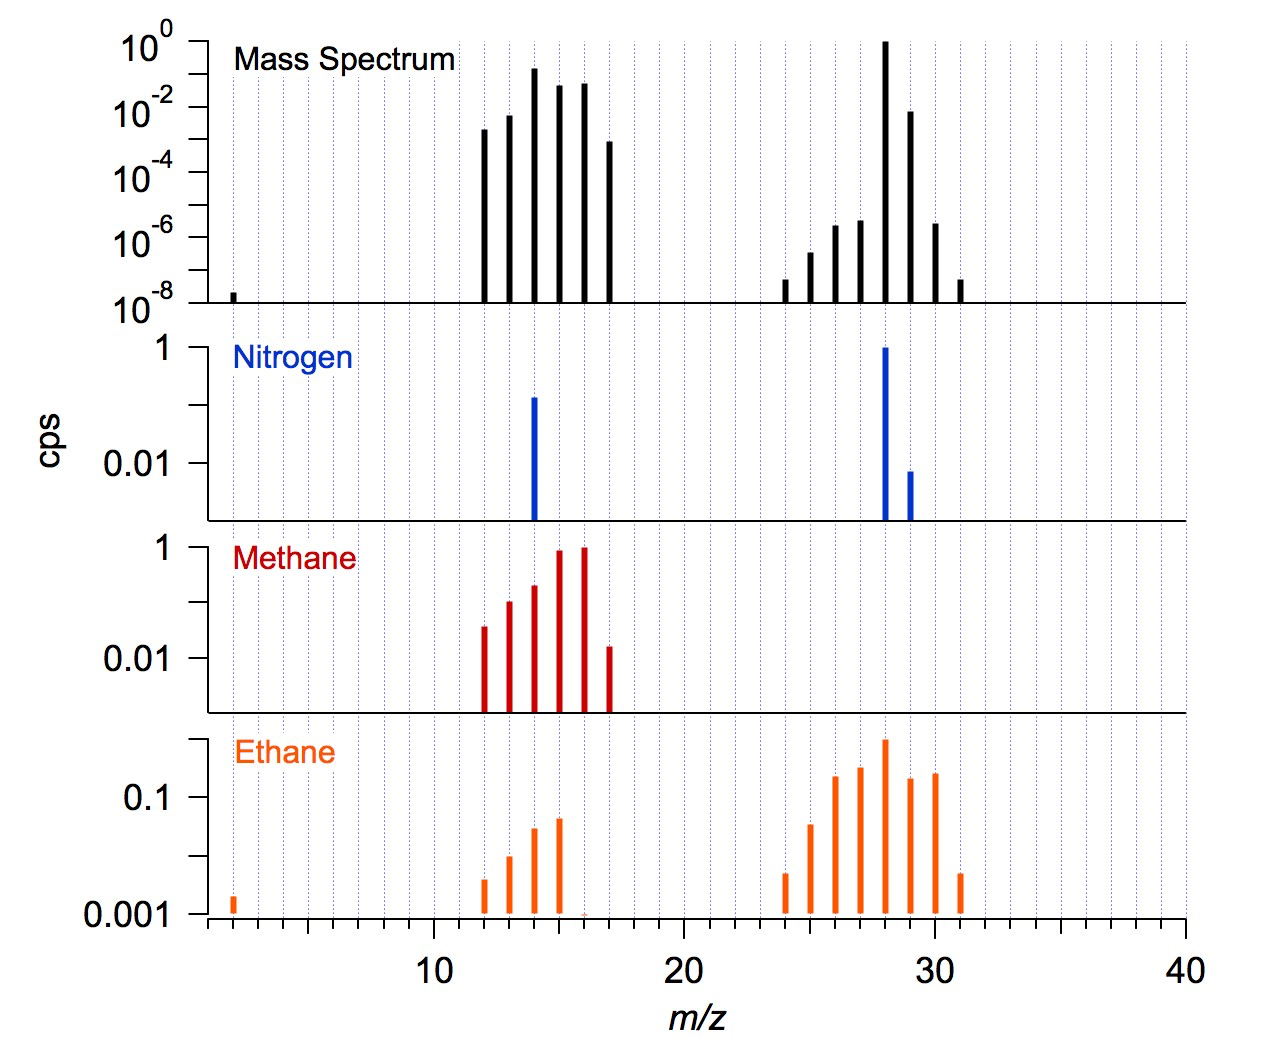 10^0
Mass Spectrum
10^-2
10^-4
10^-6
10^-8
1
Nitrogen
cps
0.01
1
Methane
0.01
Ethane
0.1
0.001
10 20 30 40
m/z